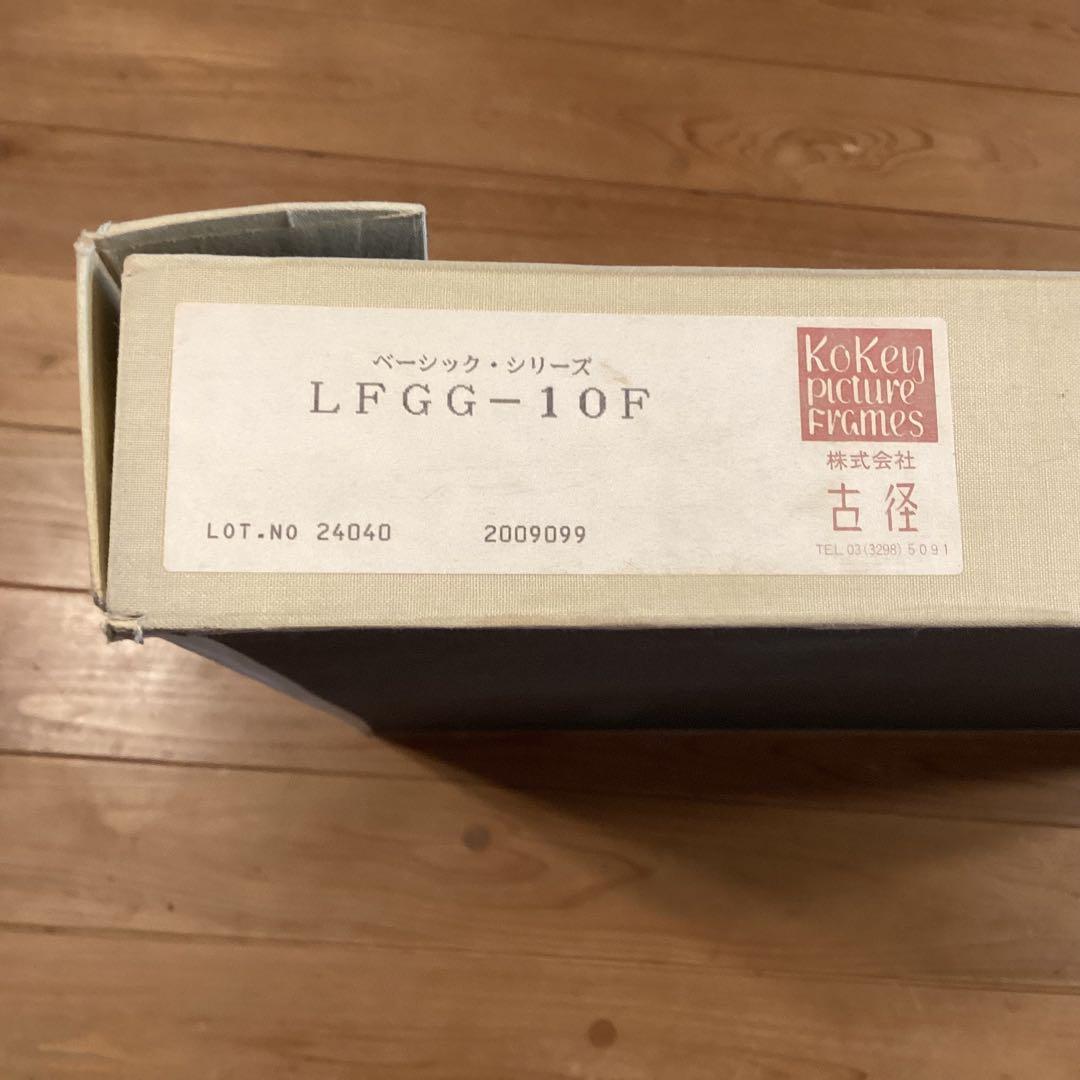 ベーシック・シリーズ
LFGG-10F
LOT.NO 24040 2009099
KoKey
picture
Frames
株式会社
古径
TEL 03(3298)5091